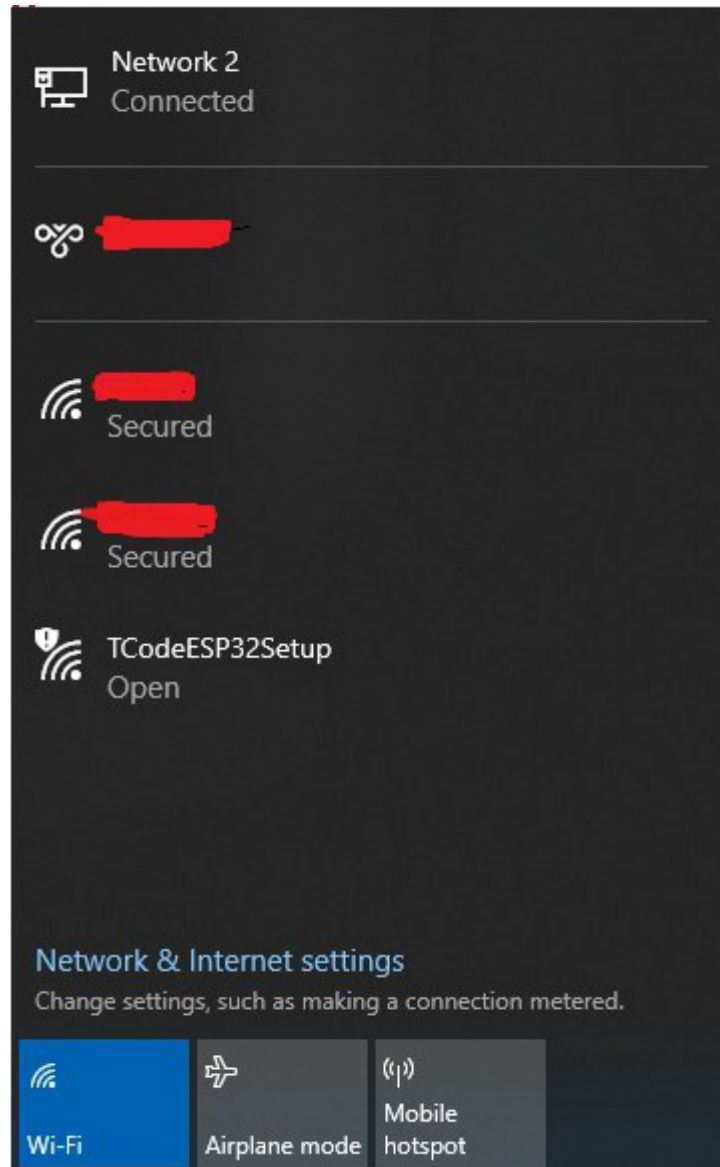 Network 2
Connected
Secured
Secured
TCodeESP32Setup
Open
Network & Internet settings
Change settings, such as making a connection metered.
Wi-Fi
Airplane mode
Mobile
hotspot